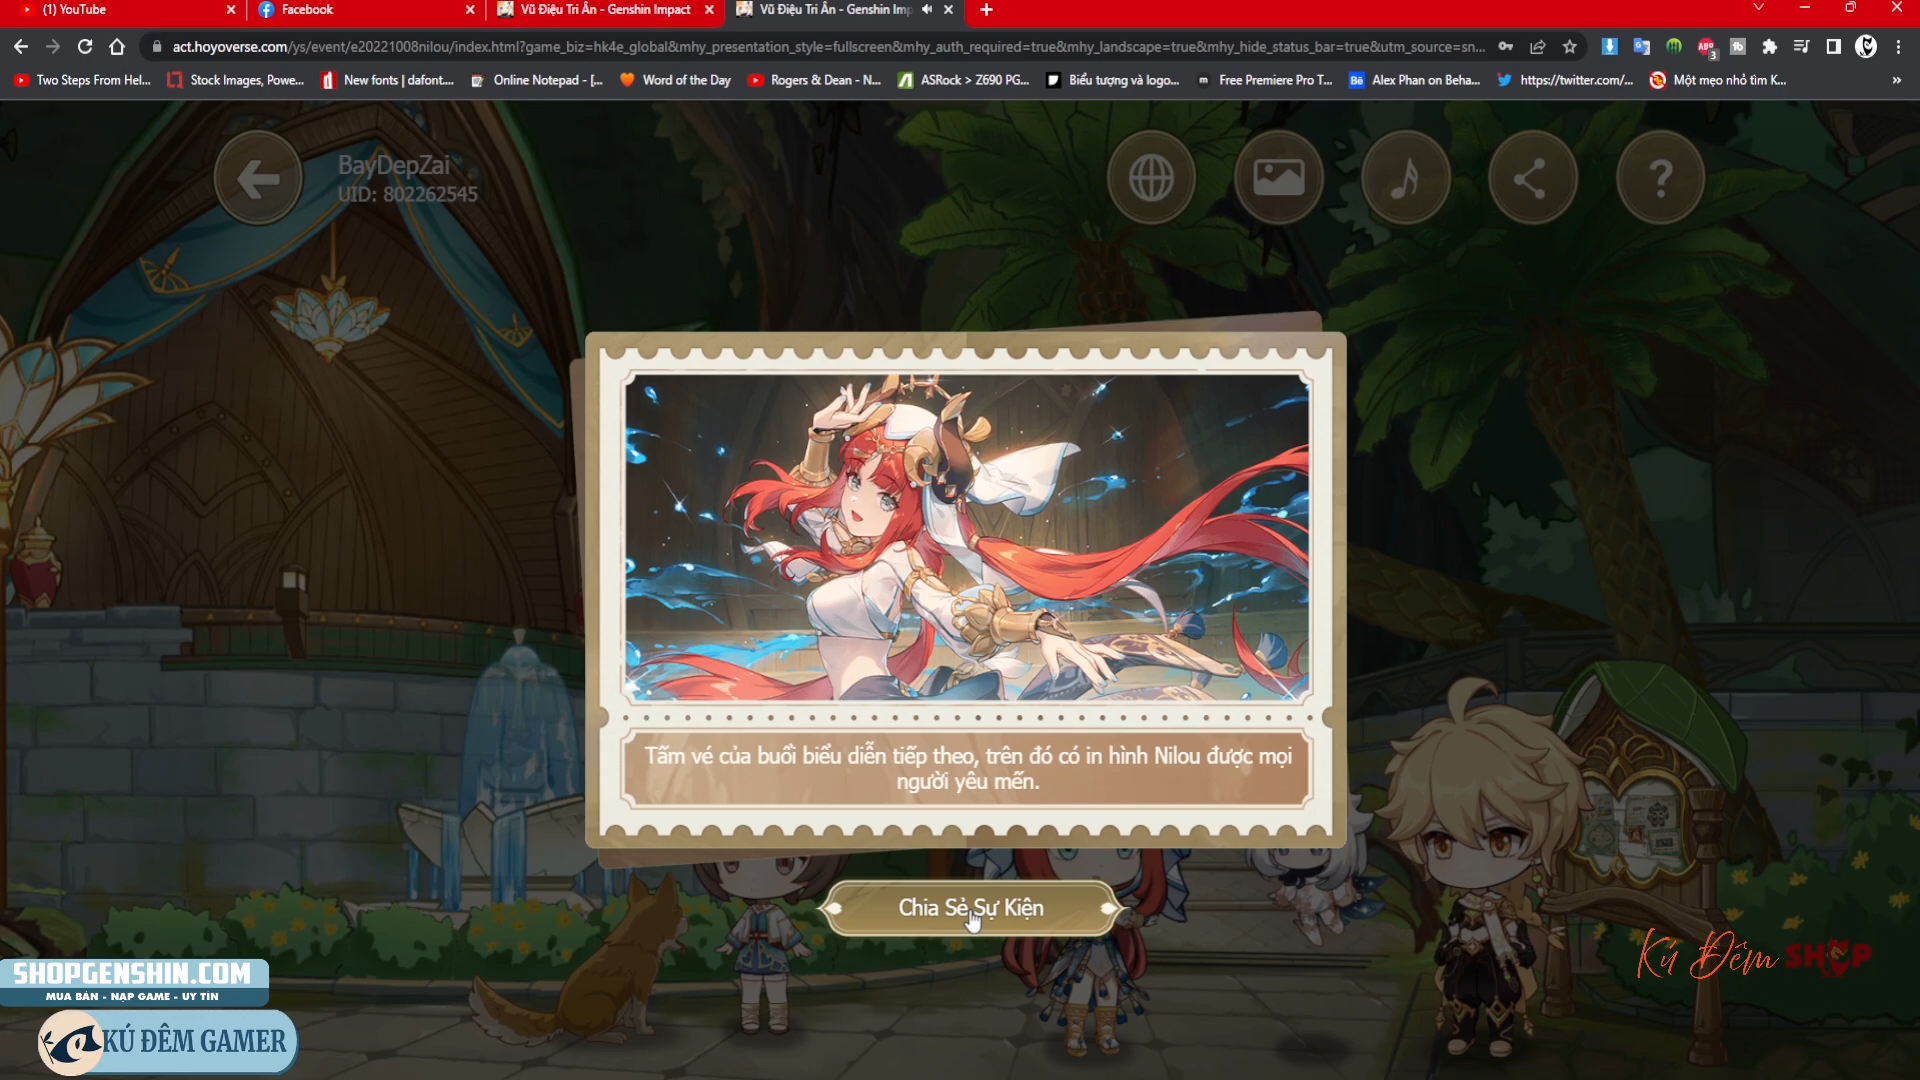 (1) YouTube
Facebook
Vũ Điệu Tri Ân - Genshin Impact
Vũ Điệu Tri Ân - Genshin Imp
act.hoyoverse.com/ys/event/e20221008nilou/index.html?game_biz=hk4e_global&mhy_presentation_style=fullscreen&mhy_auth_required=true&mhy_landscape=true&mhy_hide_status_bar=true&utm_source=sn...
ABP
3
Two Steps From Hel...
Stock Images, Powe...
New fonts | dafont....
Online Notepad - [...
Word of the Day
Rogers & Dean - N...
ASRock > Z690 PG...
Biểu tượng và logo...
Free Premiere Pro T...
Bē Alex Phan on Beha...
https://twitter.com/...
Một mẹo nhỏ tìm K...
»
BayDepZai
UID: 802262545
?
Tấm vé của buổi biểu diễn tiếp theo, trên đó có in hình Nilou được mọi
người yêu mến.
Chia Sẻ Sự Kiện
Kú Đêm SHOP
SHOPGENSHIN.COM
MUA BÁN - NẠP GAME - UY TÍN
KÚ ĐÊM GAMER